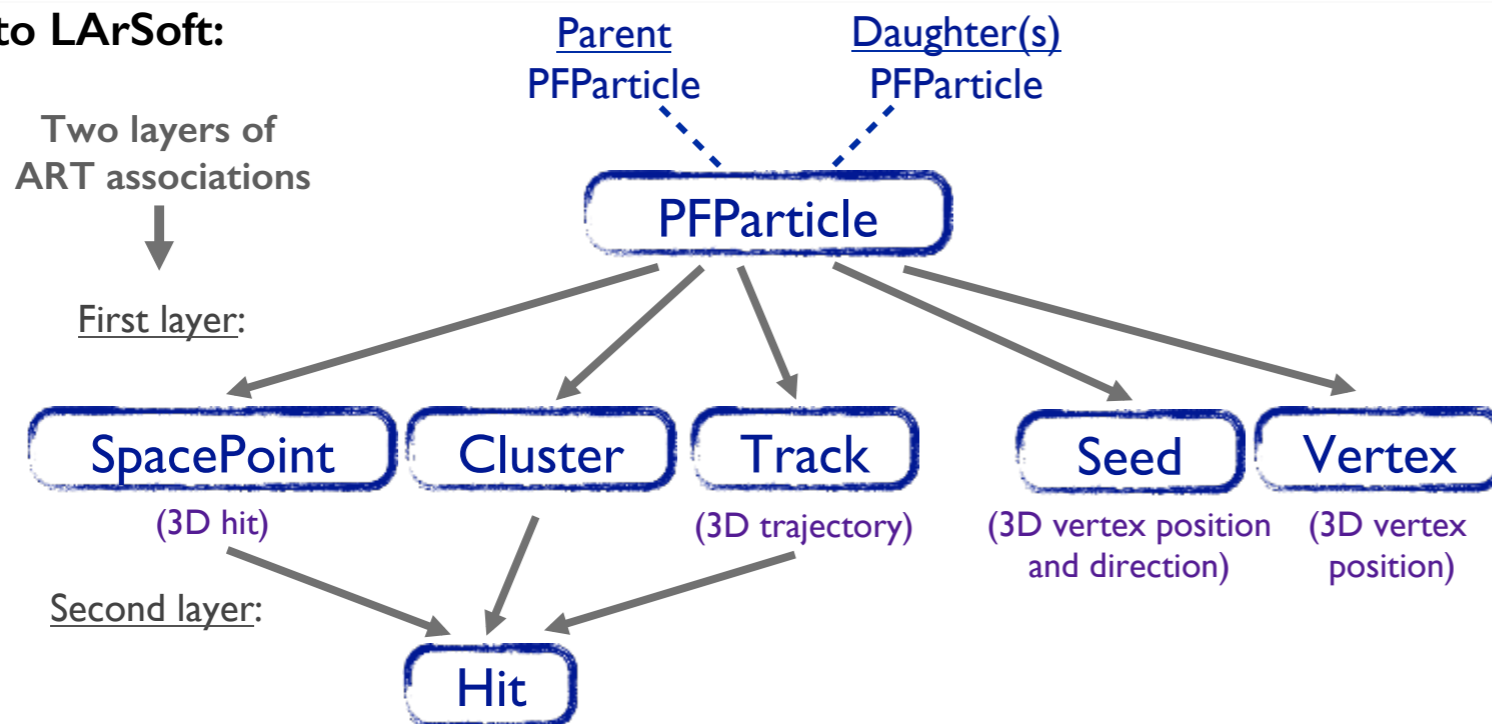 to LArSoft:
Parent
PFParticle
Daughter(s)
PFParticle
Two layers of
ART associations
PFParticle
First layer:
SpacePoint
(3D hit)
Cluster
Track
(3D trajectory)
Seed
(3D vertex position
and direction)
Vertex
(3D vertex
position)
Second layer:
Hit